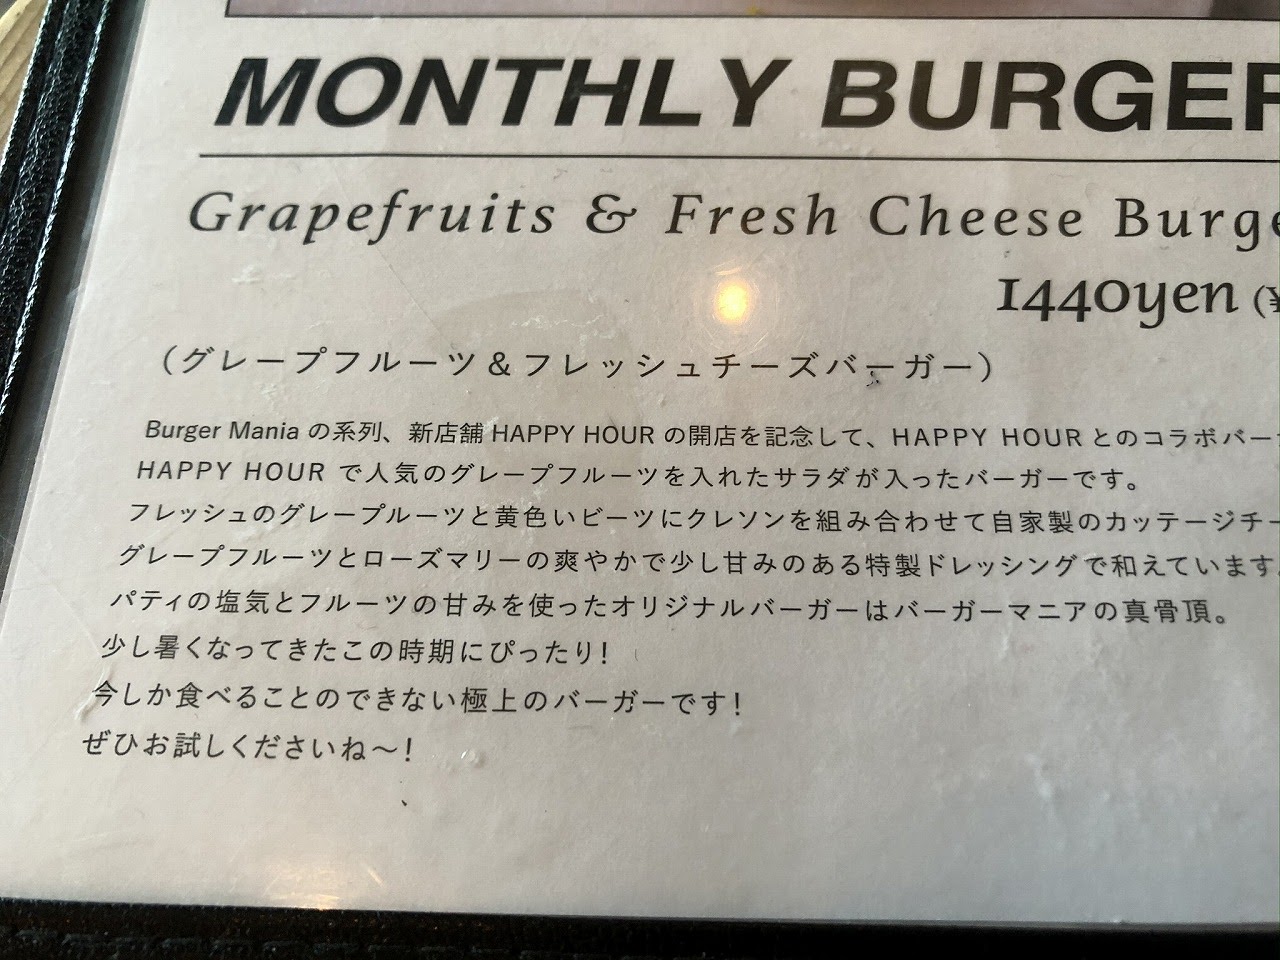 MONTHLY BURGER
Grapefruits & Fresh Cheese Burge
1440yen (¥
（グレープフルーツ＆フレッシュチーズバーガー）
Burger Mania の系列、新店舗 HAPPY HOUR の開店を記念して、HAPPY HOURとのコラボバー
HAPPY HOUR で人気のグレープフルーツを入れたサラダが入ったバーガーです。
フレッシュのグレープルーツと黄色いビーツにクレソンを組み合わせて自家製のカッテージチー
グレープフルーツとローズマリーの爽やかで少し甘みのある特製ドレッシングで和えています。
パティの塩気とフルーツの甘みを使ったオリジナルバーガーはバーガーマニアの真骨頂。
少し暑くなってきたこの時期にぴったり！
今しか食べることのできない極上のバーガーです！
ぜひお試しくださいね〜！